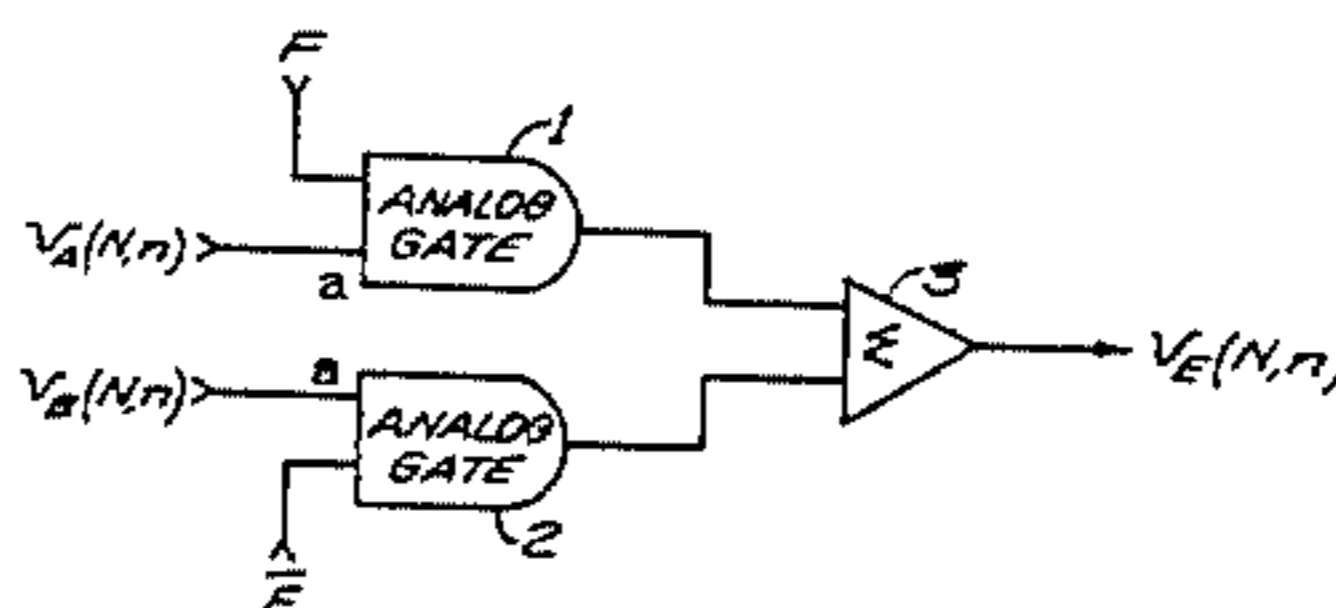 F
1
ANALOG
GATE
V_A(N,n)
a
3
Σ
V_E(N,n)
a
V_B(N,n)
ANALOG
GATE
2
F̅